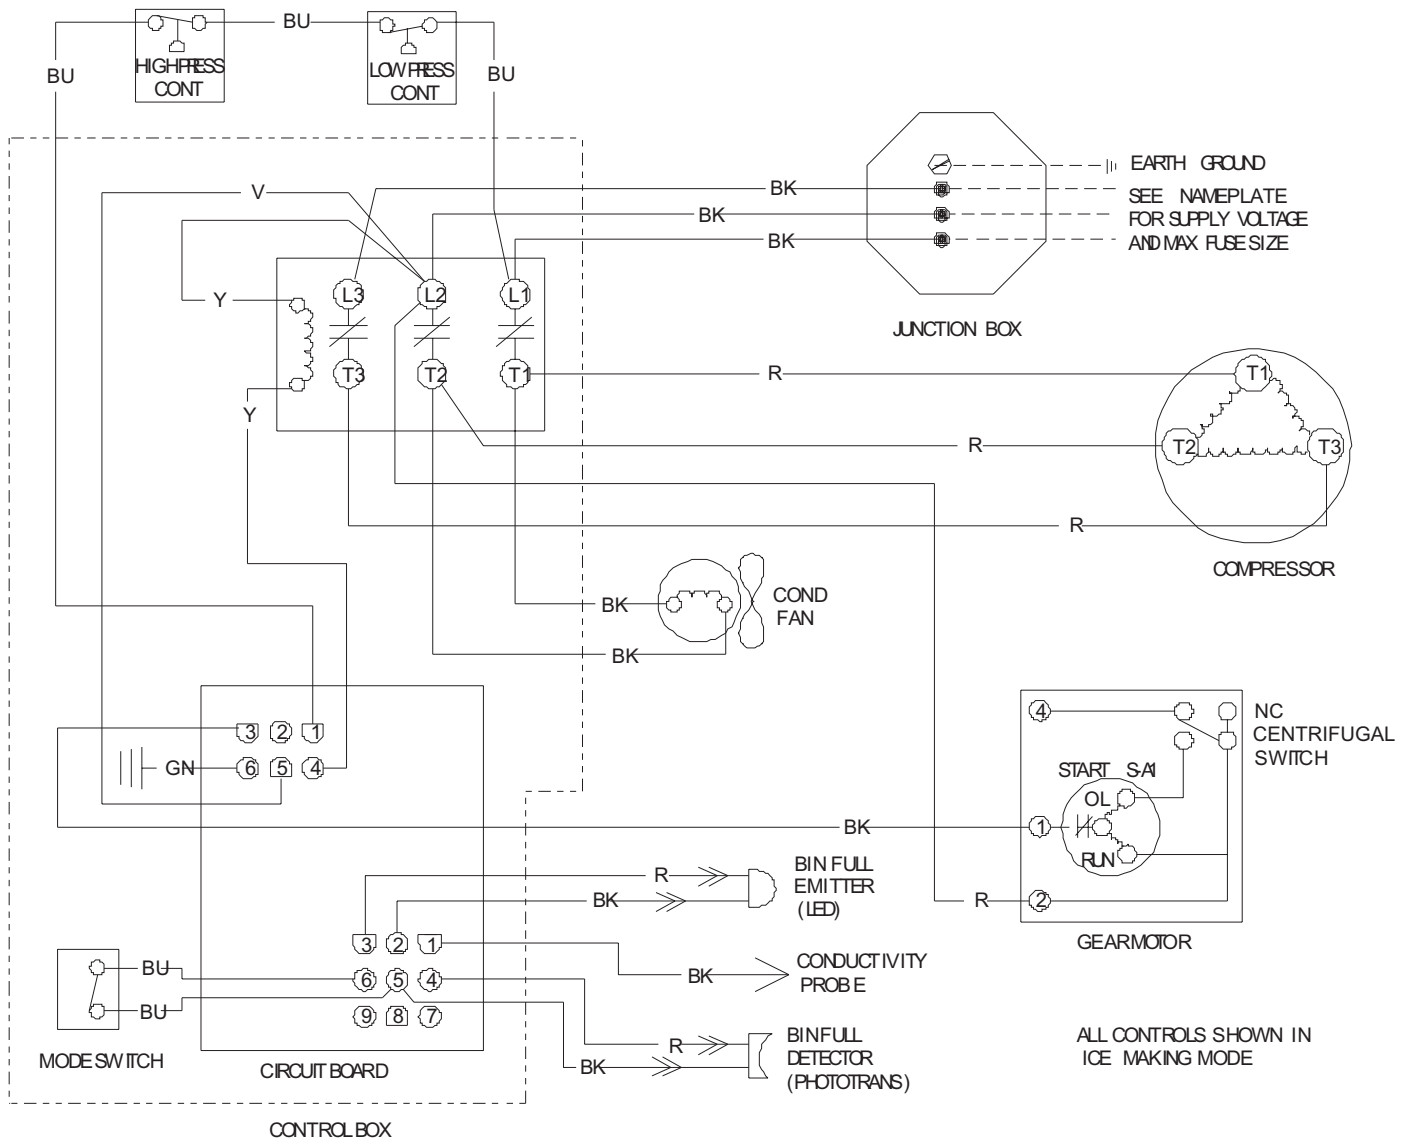 BU
BU
BU
HIGH PRESS
CONT
LOW PRESS
CONT
EARTH GROUND
SEE NAMEPLATE
FOR SUPPLY VOLTAGE
AND MAX FUSE SIZE
BK
BK
BK
JUNCTION BOX
V
Y
Y
L3
L2
L1
T3
T2
T1
R
R
R
T1
T2
T3
COMPRESSOR
BK
BK
COND
FAN
3
2
1
6
5
4
GN
BK
4
NC
CENTRIFUGAL
SWITCH
START S-A1
OL
1
RUN
2
R
GEARMOTOR
R
BK
BIN FULL
EMITTER
(LED)
3
2
1
6
5
4
9
8
7
BK
CONDUCTIVITY
PROBE
BU
BU
MODE SWITCH
R
BK
BIN FULL
DETECTOR
(PHOTOTRANS)
CIRCUIT BOARD
CONTROL BOX
ALL CONTROLS SHOWN IN
ICE MAKING MODE